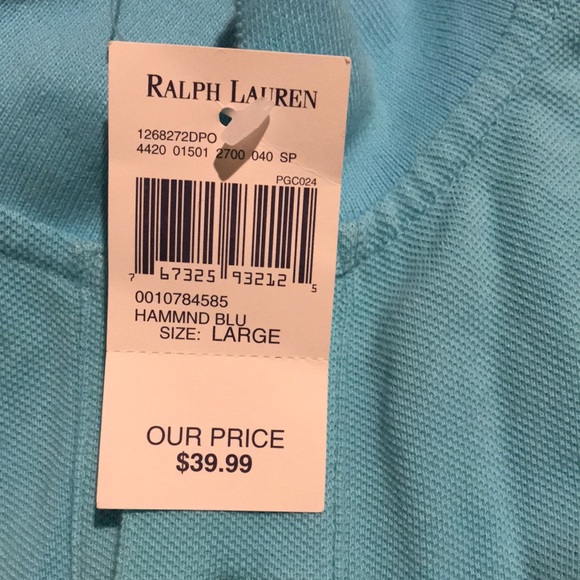 RALPH LAUREN
1268272DPO
4420 01501 2700 040 SP
PGC024
7 67325 93212 5
0010784585
HAMMND BLU
SIZE: LARGE
OUR PRICE
$39.99